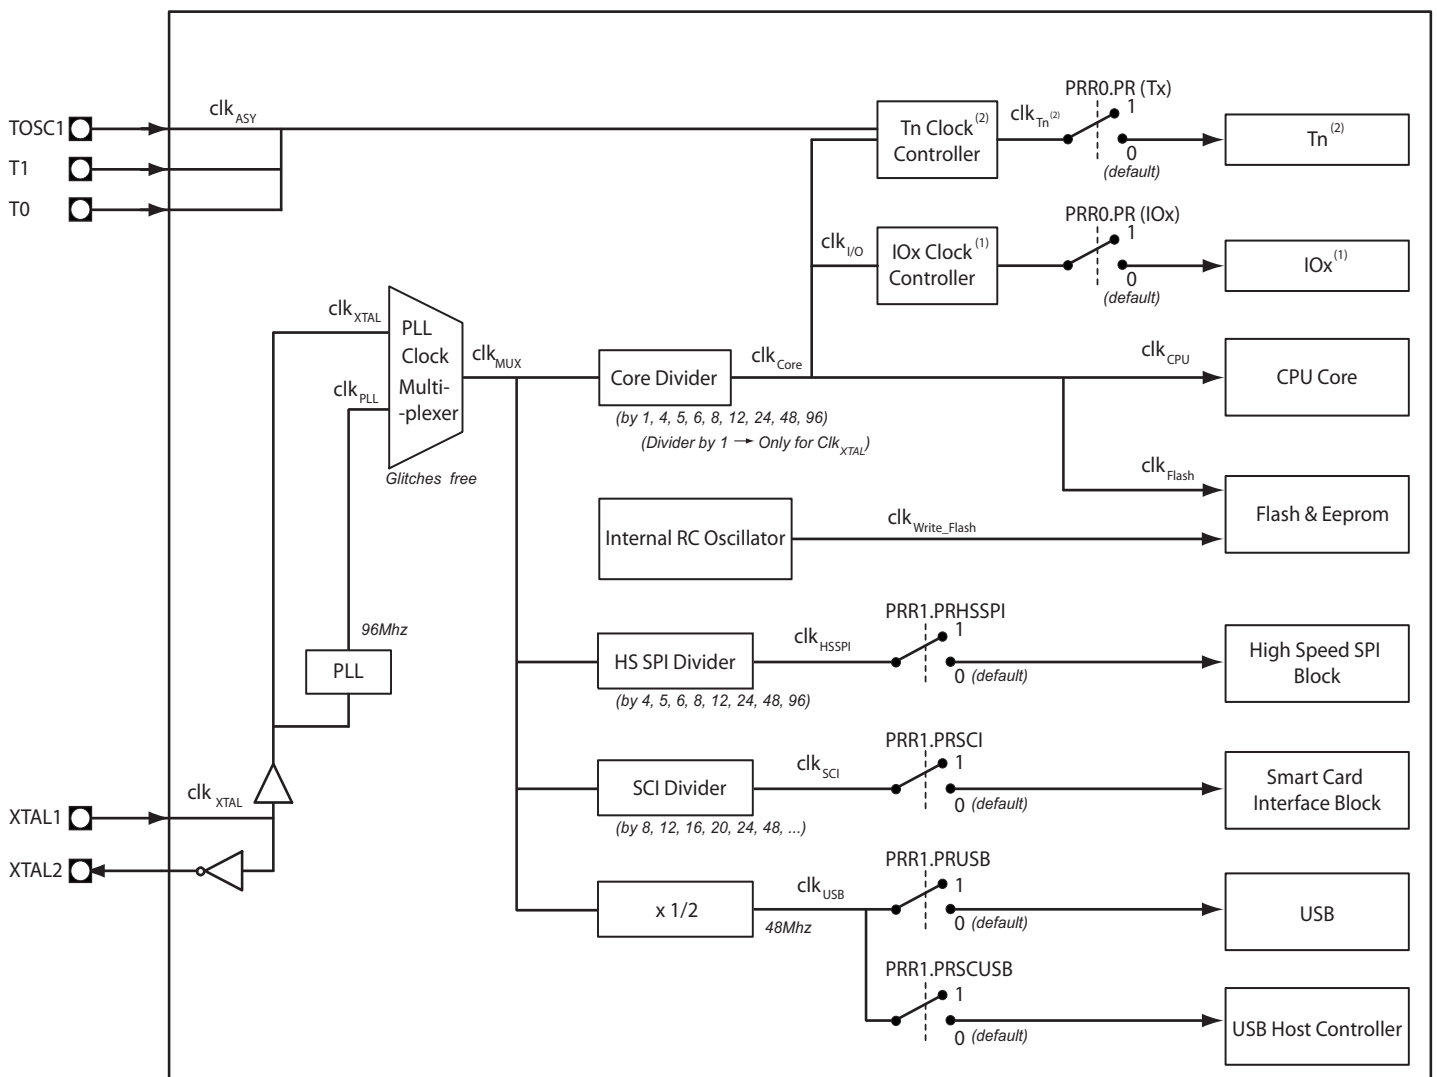 TOSC1
T1
T0
clkASY
Tn Clock(2)
Controller
clkTn(2)
PRR0.PR (Tx)
1
0
(default)
Tn(2)
clkI/O
IOx Clock(1)
Controller
PRR0.PR (IOx)
1
0
(default)
IOx(1)
clkXTAL
clkPLL
PLL
Clock
Multi-
-plexer
Glitches free
clkMUX
Core Divider
(by 1, 4, 5, 6, 8, 12, 24, 48, 96)
(Divider by 1 → Only for ClkXTAL)
clkCore
clkCPU
CPU Core
clkFlash
Flash & Eeprom
Internal RC Oscillator
clkWrite_Flash
96Mhz
PLL
HS SPI Divider
(by 4, 5, 6, 8, 12, 24, 48, 96)
clkHSSPI
PRR1.PRHSSPI
1
0 (default)
High Speed SPI
Block
SCI Divider
(by 8, 12, 16, 20, 24, 48, ...)
clkSCI
PRR1.PRSCI
1
0 (default)
Smart Card
Interface Block
XTAL1
clkXTAL
XTAL2
x 1/2
clkUSB
48Mhz
PRR1.PRUSB
1
0 (default)
USB
PRR1.PRSCUSB
1
0 (default)
USB Host Controller